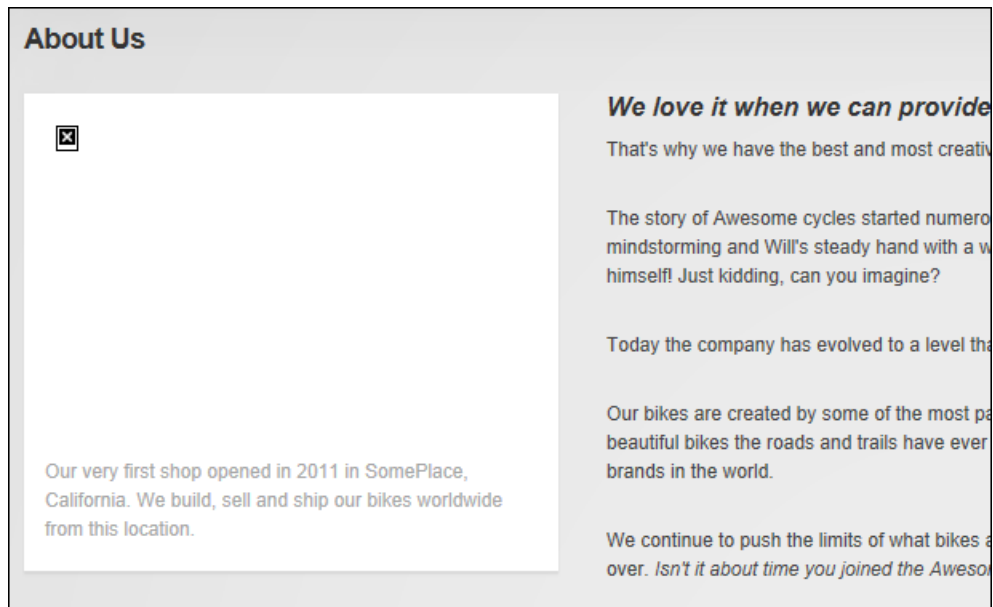 About Us
Our very first shop opened in 2011 in SomePlace,
California. We build, sell and ship our bikes worldwide
from this location.
We love it when we can provide
That's why we have the best and most
The story of Awesome cycles started
mindstorming and Will's steady hand with a
himself! Just kidding, can you imagine?
Today the company has evolved to a level
Our bikes are created by some of the most
beautiful bikes the roads and trails have ever
brands in the world.
We continue to push the limits of what bikes
over. Isn't it about time you joined the